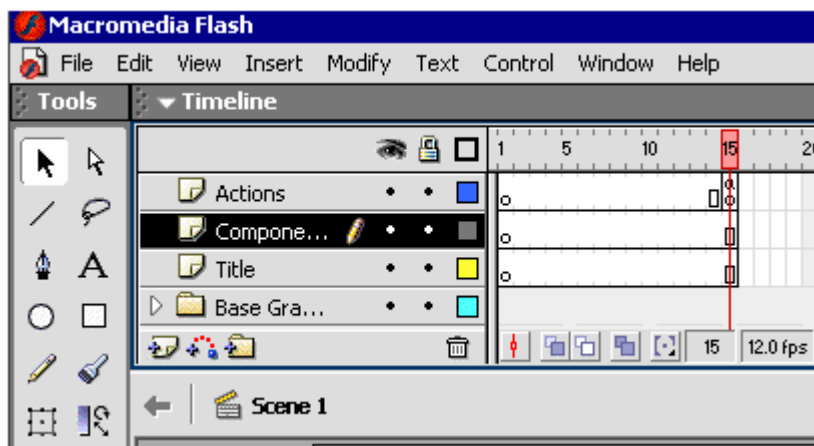 Macromedia Flash
File Edit View Insert Modify Text Control Window Help
Tools Timeline
1 5 10 15 20
Actions
a
Compone...
A
Title
Base Gra...
15 12.0 fps
Scene 1